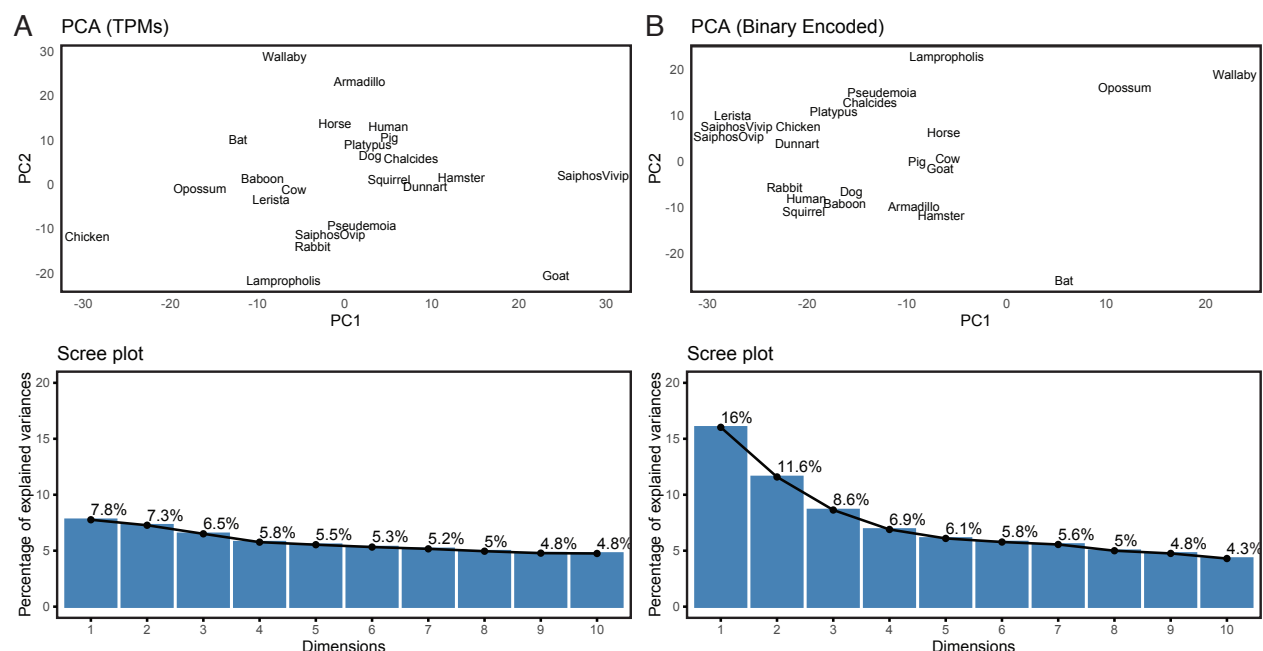 A PCA (TPMs)
30
20
10
0
-10
-20
PC2
Wallaby
Armadillo
Horse
Human
Bat
Pig
Platypus
Dog
Chalcides
Baboon
Squirrel
Hamster
SaiphosVivip
Opossum
Cow
Dunnart
Lerista
Pseudemoia
SaiphosOvip
Chicken
Rabbit
Lampropholis
Goat
-30 -20 -10 0 10 20 30
PC1
B PCA (Binary Encoded)
20
10
0
-10
-20
PC2
Lampropholis
Wallaby
Opossum
Pseudemoia
Chalcides
Platypus
Lerista
SaiphosVivip Chicken
SaiphosOvip
Horse
Dunnart
Cow
Pig
Goat
Rabbit
Dog
Human
Baboon
Squirrel
Armadillo
Hamster
Bat
-30 -20 -10 0 10 20
PC1
Scree plot
Percentage of explained variances
20
15
10
5
0
7.8% 7.3% 6.5% 5.8% 5.5% 5.3% 5.2% 5% 4.8% 4.8%
1 2 3 4 5 6 7 8 9 10
Dimensions
Scree plot
Percentage of explained variances
20
15
10
5
0
16% 11.6% 8.6% 6.9% 6.1% 5.8% 5.6% 5% 4.8% 4.3%
1 2 3 4 5 6 7 8 9 10
Dimensions